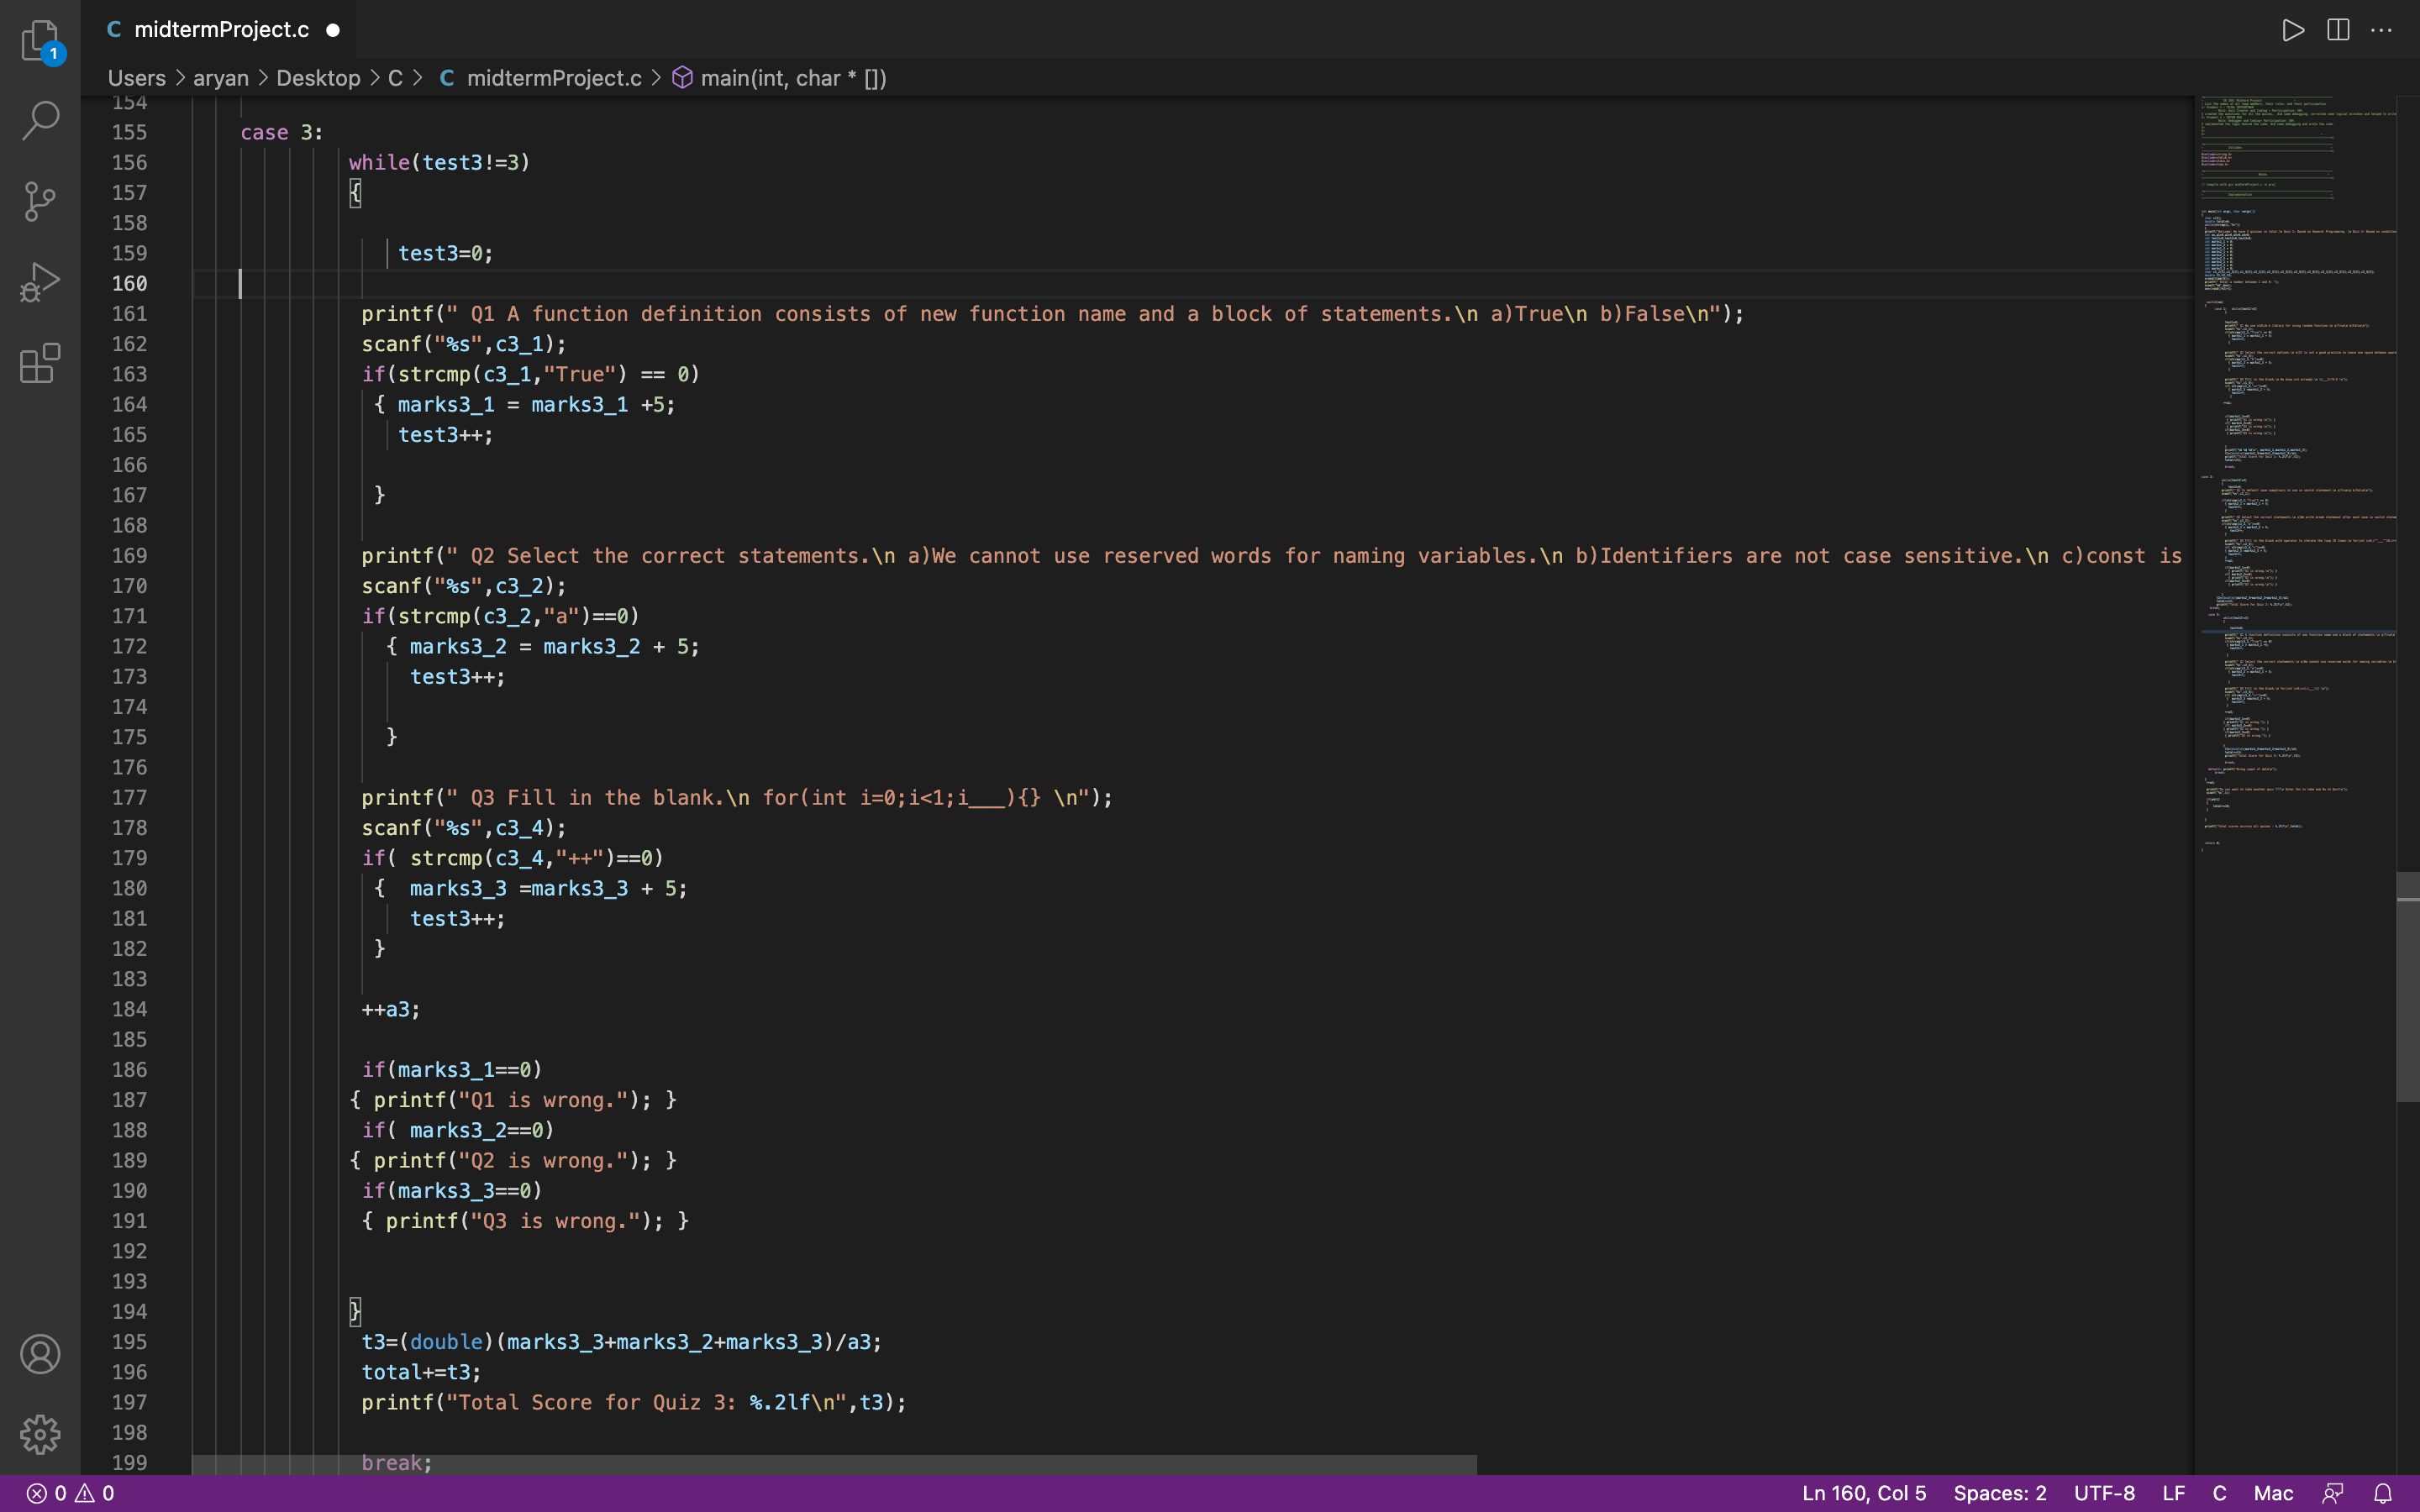 1
C midtermProject.c
Users > aryan > Desktop > C > C midtermProject.c > main(int, char * [])
154
155 case 3:
156 while(test3!=3)
157 {
158
159 test3=0;
160
161 printf(" Q1 A function definition consists of new function name and a block of statements.\n a)True\n b)False\n");
162 scanf("%s",c3_1);
163 if(strcmp(c3_1,"True") == 0)
164 { marks3_1 = marks3_1 +5;
165 test3++;
166
167 }
168
169 printf(" Q2 Select the correct statements.\n a)We cannot use reserved words for naming variables.\n b)Identifiers are not case sensitive.\n c)const is
170 scanf("%s",c3_2);
171 if(strcmp(c3_2,"a")==0)
172 { marks3_2 = marks3_2 + 5;
173 test3++;
174
175 }
176
177 printf(" Q3 Fill in the blank.\n for(int i=0;i<1;i___){} \n");
178 scanf("%s",c3_4);
179 if( strcmp(c3_4,"++")==0)
180 { marks3_3 =marks3_3 + 5;
181 test3++;
182 }
183
184 ++a3;
185
186 if(marks3_1==0)
187 { printf("Q1 is wrong."); }
188 if( marks3_2==0)
189 { printf("Q2 is wrong."); }
190 if(marks3_3==0)
191 { printf("Q3 is wrong."); }
192
193
194 }
195 t3=(double)(marks3_3+marks3_2+marks3_3)/a3;
196 total+=t3;
197 printf("Total Score for Quiz 3: %.2lf\n",t3);
198
199 break;
0 0 Ln 160, Col 5 Spaces: 2 UTF-8 LF C Mac